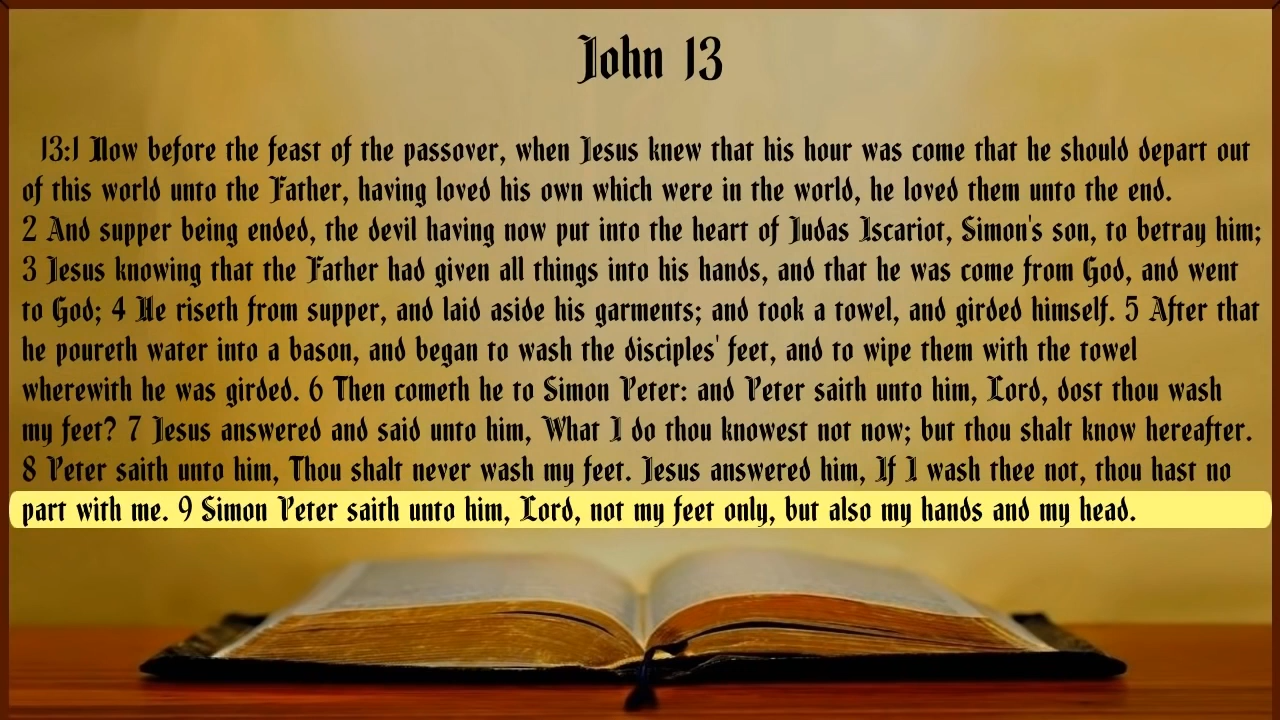 John 13
13:1 Now before the feast of the passover, when Jesus knew that his hour was come that he should depart out
of this world unto the Father, having loved his own which were in the world, he loved them unto the end.
2 And supper being ended, the devil having now put into the heart of Judas Iscariot, Simon's son, to betray him;
3 Jesus knowing that the Father had given all things into his hands, and that he was come from God, and went
to God; 4 He riseth from supper, and laid aside his garments; and took a towel, and girded himself. 5 After that
he poureth water into a bason, and began to wash the disciples' feet, and to wipe them with the towel
wherewith he was girded. 6 Then cometh he to Simon Peter: and Peter saith unto him, Lord, dost thou wash
my feet? 7 Jesus answered and said unto him, What I do thou knowest not now; but thou shalt know hereafter.
8 Peter saith unto him, Thou shalt never wash my feet. Jesus answered him, If I wash thee not, thou hast no
part with me. 9 Simon Peter saith unto him, Lord, not my feet only, but also my hands and my head.